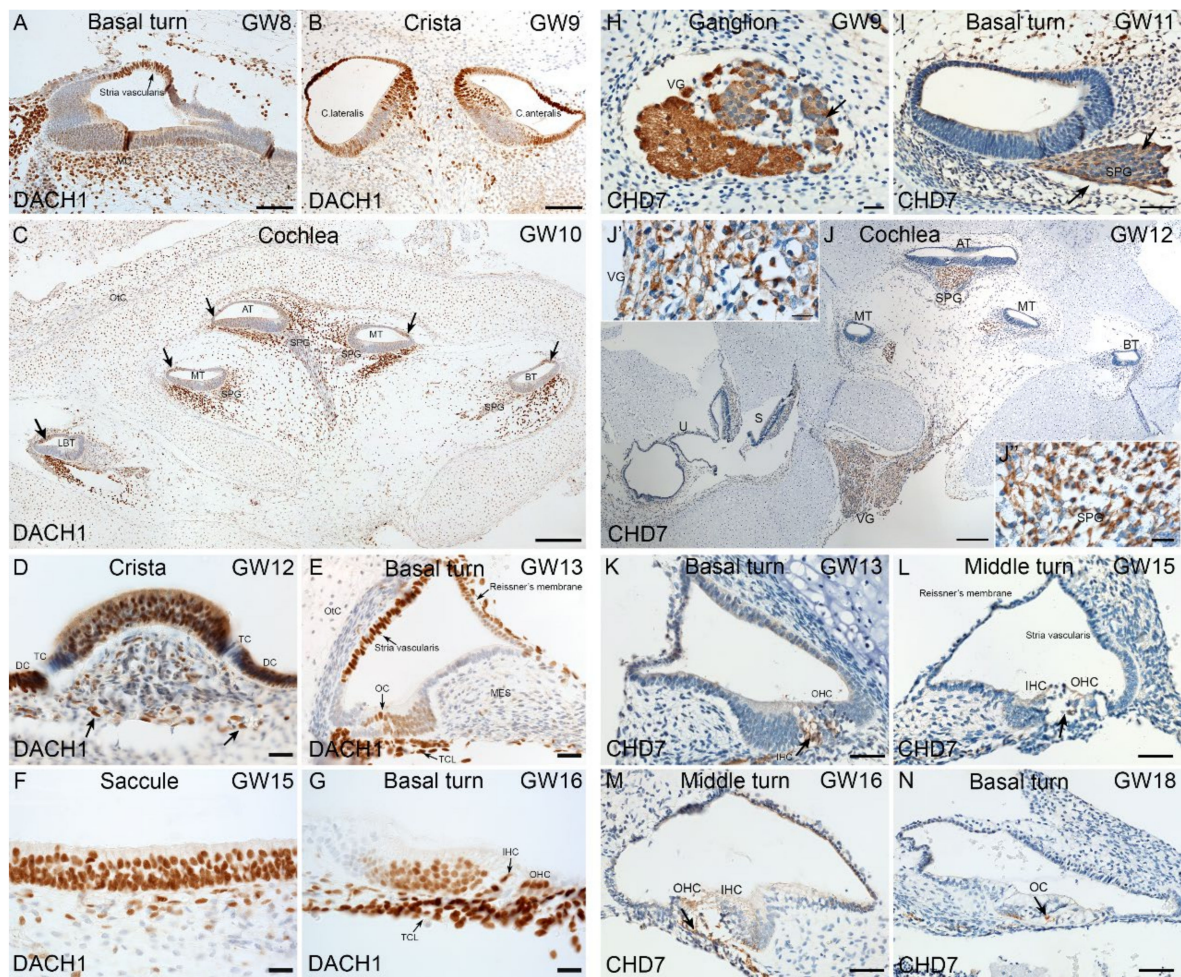 A Basal turn GW8
Stria vascularis
MC
DACH1
B Crista GW9
C.lateralis
C.anteralis
DACH1
C Cochlea GW10
OtC
AT
MT
SPG
SPG
MT
SPG
BT
SPG
LBT
DACH1
D Crista GW12
TC
TC
DC
DC
DACH1
E Basal turn GW13
Reissner's membrane
OtC
Stria vascularis
OC
MES
TCL
DACH1
F Saccule GW15
DACH1
G Basal turn GW16
IHC
OHC
TCL
DACH1
H Ganglion GW9
VG
CHD7
I Basal turn GW11
SPG
CHD7
J'
VG
J Cochlea GW12
AT
SPG
MT
MT
BT
U
S
VG
J''
SPG
CHD7
K Basal turn GW13
OHC
IHC
CHD7
L Middle turn GW15
Reissner's membrane
Stria vascularis
IHC OHC
CHD7
M Middle turn GW16
OHC IHC
CHD7
N Basal turn GW18
OC
CHD7